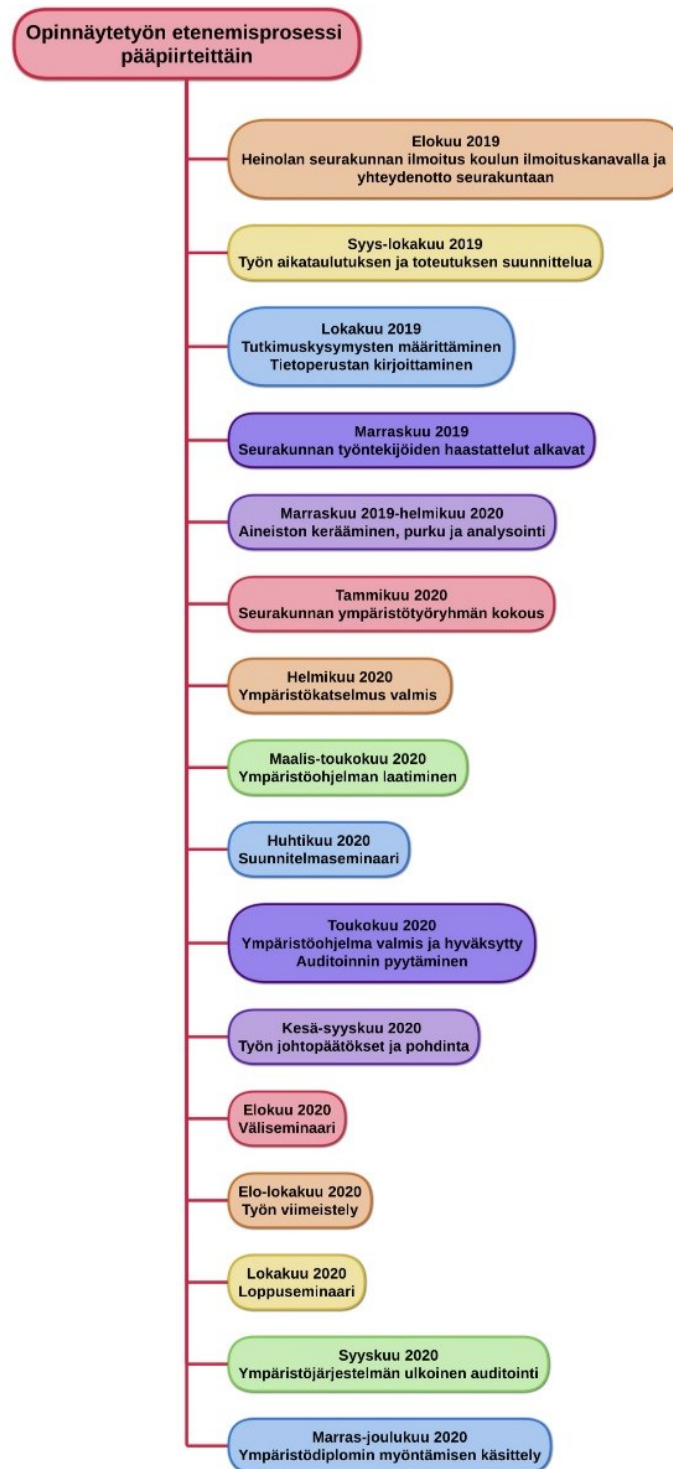 Opinnäytetyön etenemisprosessi
pääpiirteittäin
Elokuu 2019
Heinolan seurakunnan ilmoitus koulun ilmoituskanavalla ja
yhteydenotto seurakuntaan
Syys-lokakuu 2019
Työn aikataulutuksen ja toteutuksen suunnittelua
Lokakuu 2019
Tutkimuskysymysten määrittäminen
Tietoperustan kirjoittaminen
Marraskuu 2019
Seurakunnan työntekijöiden haastattelut alkavat
Marraskuu 2019-helmikuu 2020
Aineiston kerääminen, purku ja analysointi
Tammikuu 2020
Seurakunnan ympäristötyöryhmän kokous
Helmikuu 2020
Ympäristökatselmus valmis
Maalis-toukokuu 2020
Ympäristöohjelman laatiminen
Huhtikuu 2020
Suunnitelmaseminaari
Toukokuu 2020
Ympäristöohjelma valmis ja hyväksytty
Auditoinnin pyytäminen
Kesä-syyskuu 2020
Työn johtopäätökset ja pohdinta
Elokuu 2020
Väliseminaari
Elo-lokakuu 2020
Työn viimeistely
Lokakuu 2020
Loppuseminaari
Syyskuu 2020
Ympäristöjärjestelmän ulkoinen auditointi
Marras-joulukuu 2020
Ympäristödiplomin myöntämisen käsittely